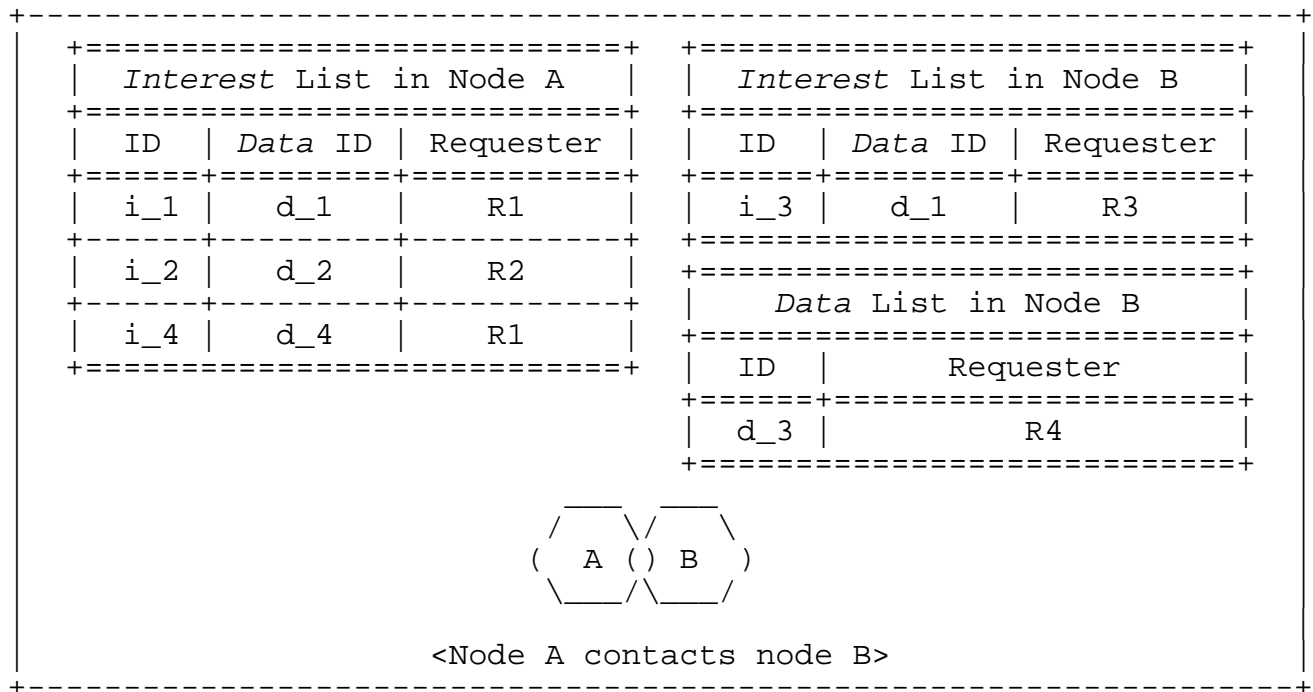 Interest List in Node A
ID Data ID Requester
i_1 d_1 R1
i_2 d_2 R2
i_4 d_4 R1
Interest List in Node B
ID Data ID Requester
i_3 d_1 R3
Data List in Node B
ID Requester
d_3 R4
A () B
<Node A contacts node B>